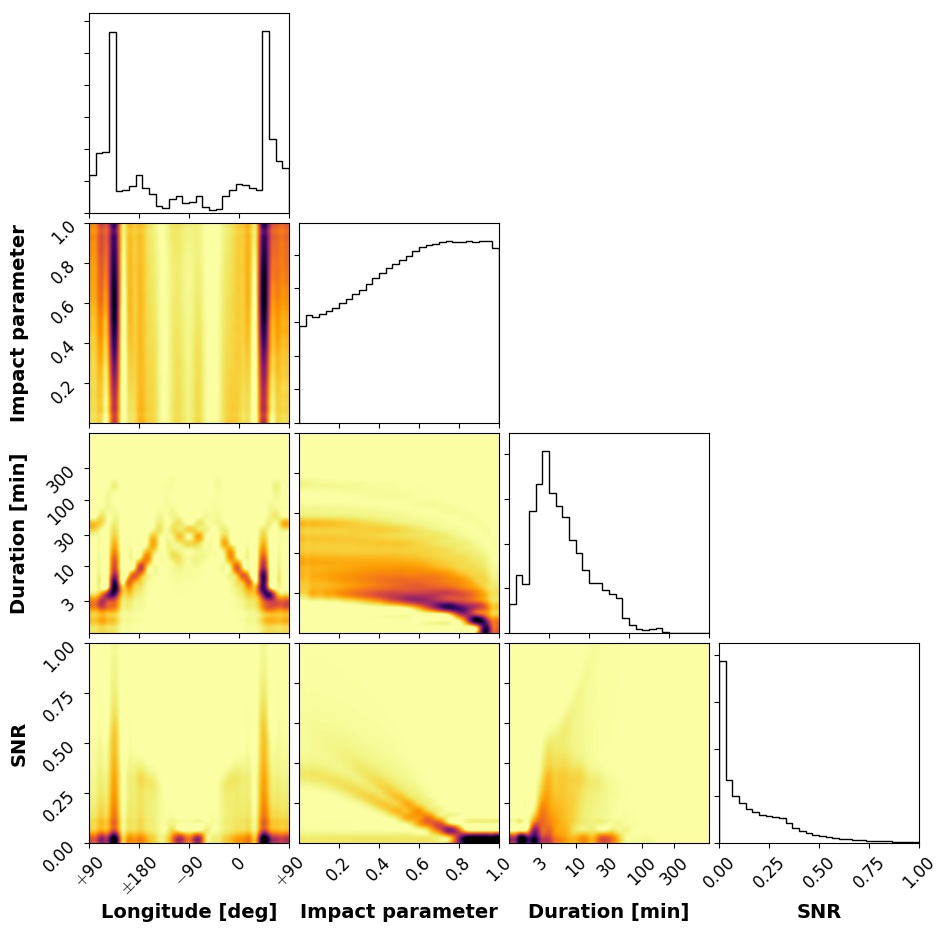 1.0
0.8
0.6
0.4
0.2
Impact parameter
300
100
30
10
3
Duration [min]
1.00
0.75
0.50
0.25
0.00
SNR
+90 ±180 −90 0 +90
0.2 0.4 0.6 0.8 1.0
3 10 30 100 300
0.00 0.25 0.50 0.75 1.00
Longitude [deg] Impact parameter Duration [min] SNR